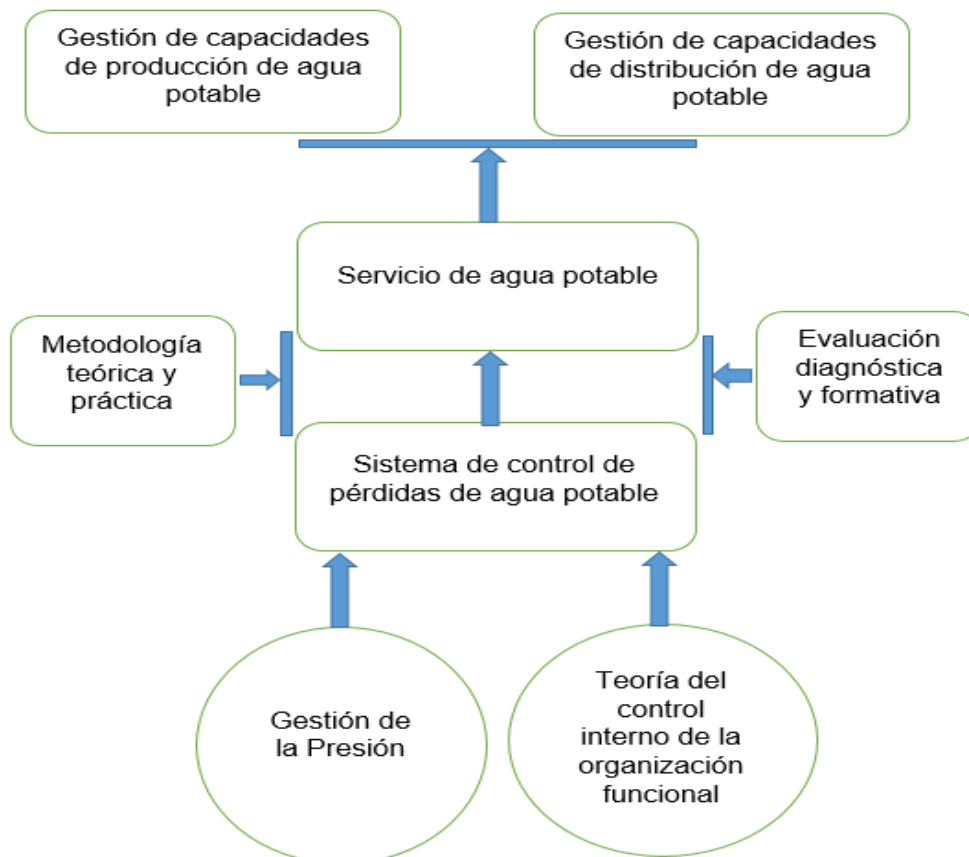 Gestión de capacidades
de producción de agua
potable
Gestión de capacidades
de distribución de agua
potable
Servicio de agua potable
Metodología
teórica y
práctica
Evaluación
diagnóstica
y formativa
Sistema de control de
pérdidas de agua potable
Gestión de
la Presión
Teoría del
control
interno de la
organización
funcional